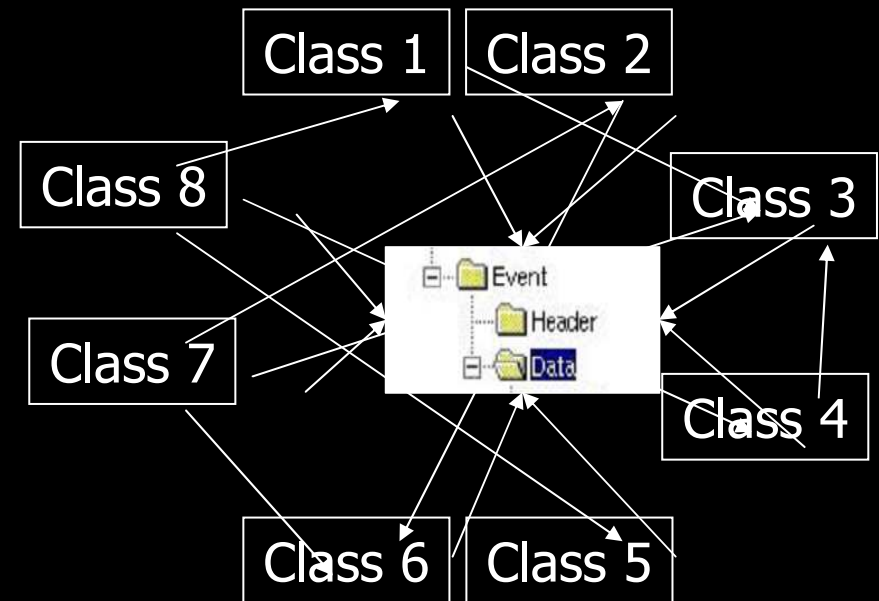 Class 1
Class 2
Class 8
Class 3
Event
Header
Data
Class 7
Class 4
Class 6
Class 5